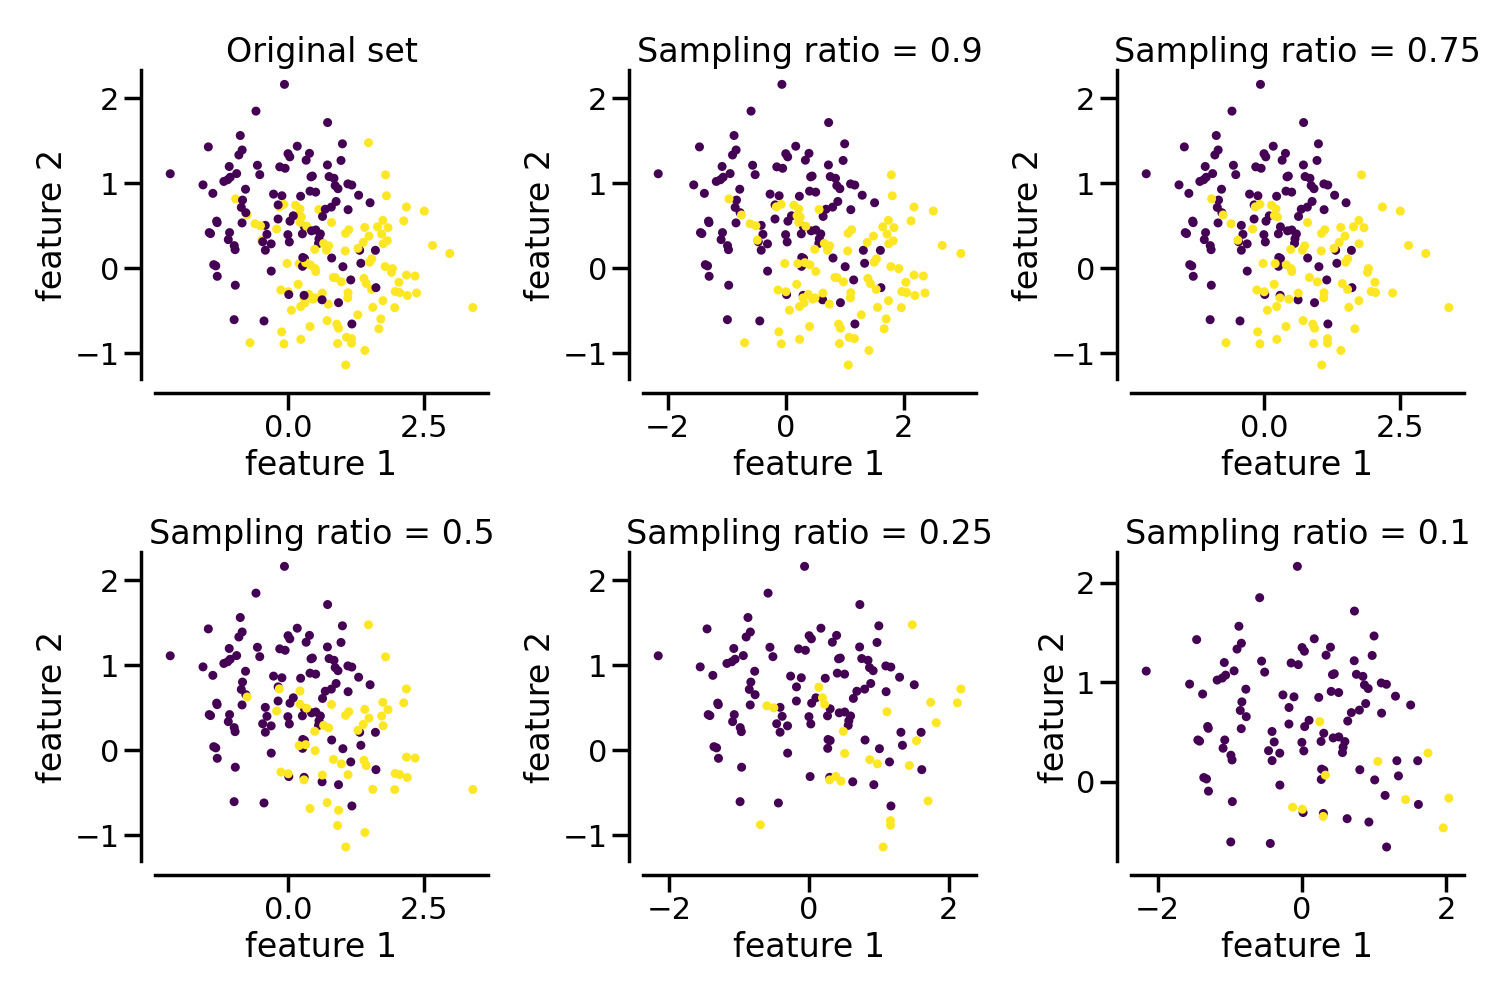 Original set
Sampling ratio = 0.9
Sampling ratio = 0.75
feature 2
2
1
0
−1
0.0
2.5
feature 1
feature 2
2
1
0
−1
−2
0
2
feature 1
feature 2
2
1
0
−1
0.0
2.5
feature 1
Sampling ratio = 0.5
Sampling ratio = 0.25
Sampling ratio = 0.1
feature 2
2
1
0
−1
0.0
2.5
feature 1
feature 2
2
1
0
−1
−2
0
2
feature 1
feature 2
2
1
0
−2
0
2
feature 1